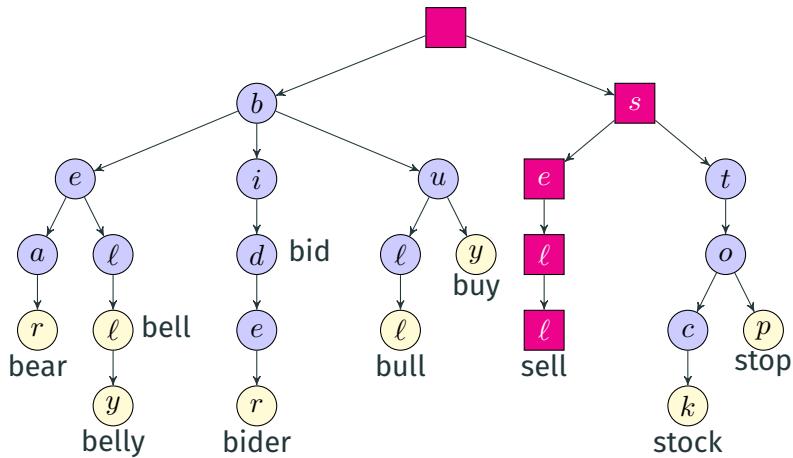 b s
e i u e t
a ℓ d bid ℓ y ℓ o
buy
r ℓ bell e ℓ ℓ c p
bear bull sell stop
y r k
belly bider stock